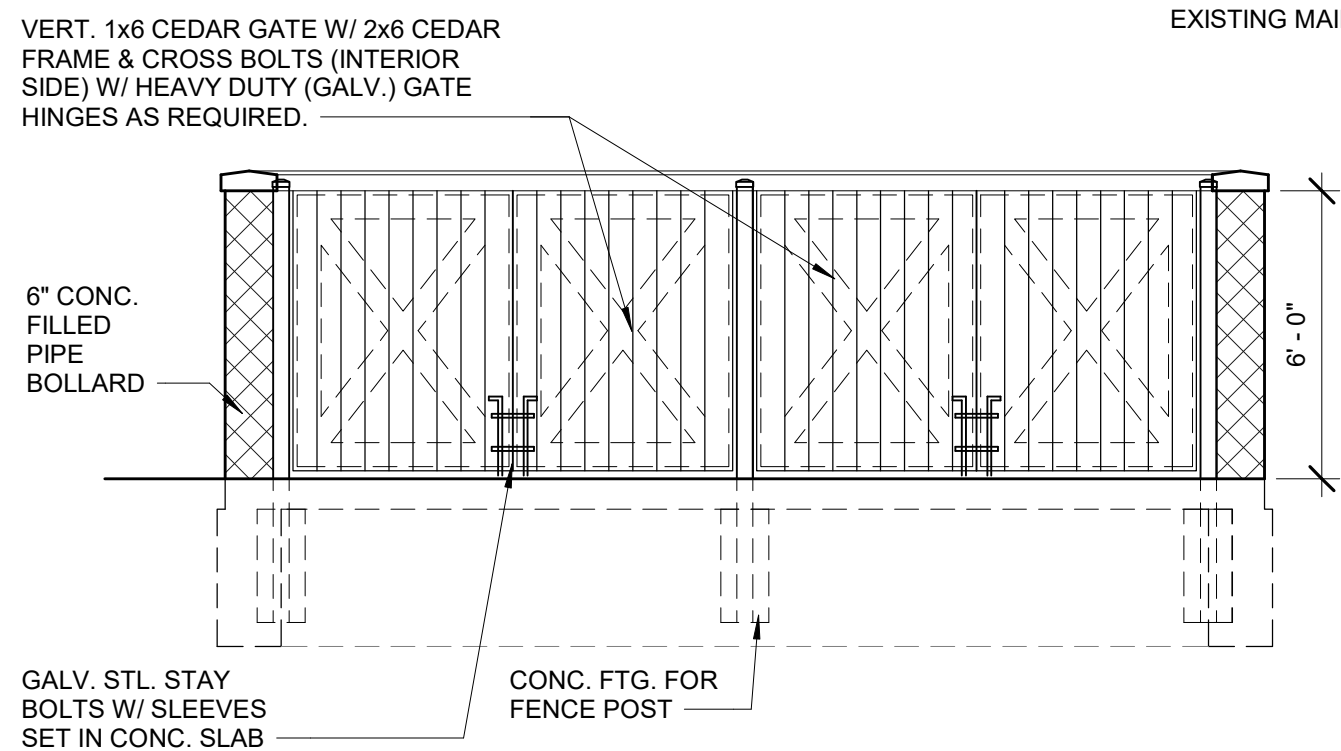 VERT. 1x6 CEDAR GATE W/ 2x6 CEDAR
FRAME & CROSS BOLTS (INTERIOR
SIDE) W/ HEAVY DUTY (GALV.) GATE
HINGES AS REQUIRED.
EXISTING MAI
6" CONC.
FILLED
PIPE
BOLLARD
6' - 0"
GALV. STL. STAY
BOLTS W/ SLEEVES
SET IN CONC. SLAB
CONC. FTG. FOR
FENCE POST